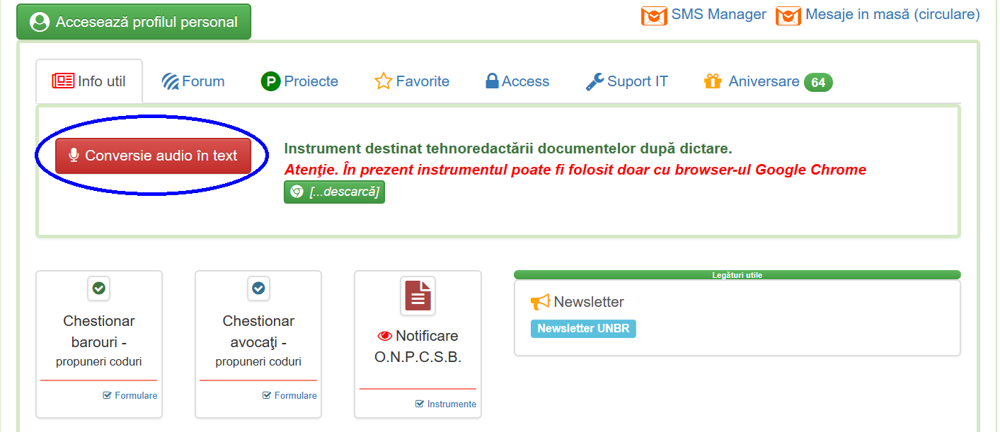 Accesează profilul personal
SMS Manager
Mesaje in masă (circulare)
Info util
Forum
P Proiecte
Favorite
Access
Suport IT
Aniversare 64
Conversie audio în text
Instrument destinat tehnoredactării documentelor după dictare.
Atenţie. În prezent instrumentul poate fi folosit doar cu browser-ul Google Chrome
[...descarcă]
Chestionar
barouri -
propuneri coduri
Formulare
Chestionar
avocaţi -
propuneri coduri
Formulare
Notificare
O.N.P.C.S.B.
Instrumente
Legături utile
Newsletter
Newsletter UNBR